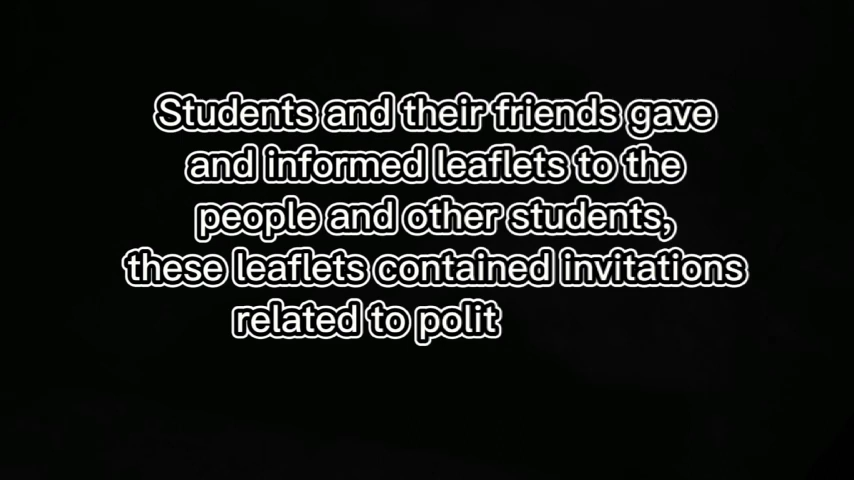 Students and their friends gave
and informed leaflets to the
people and other students,
these leaflets contained invitations
related to polit